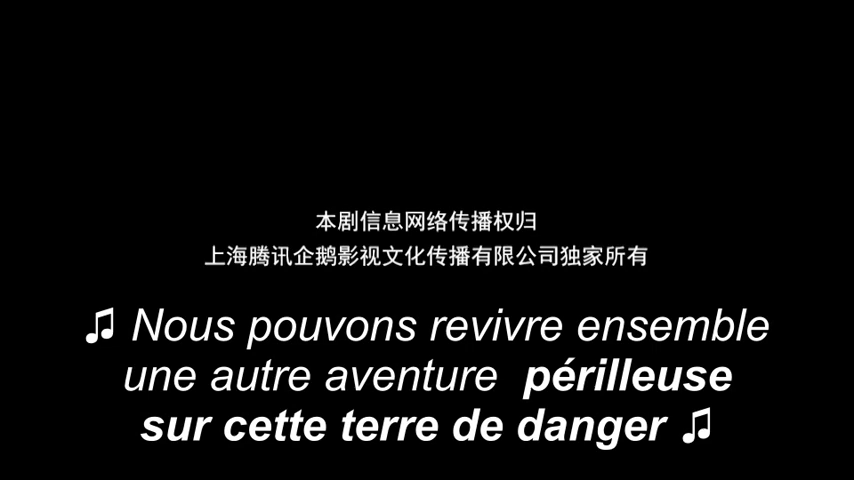 本剧信息网络传播权归
上海腾讯企鹅影视文化传播有限公司独家所有
♫ Nous pouvons revivre ensemble
une autre aventure périlleuse
sur cette terre de danger ♫